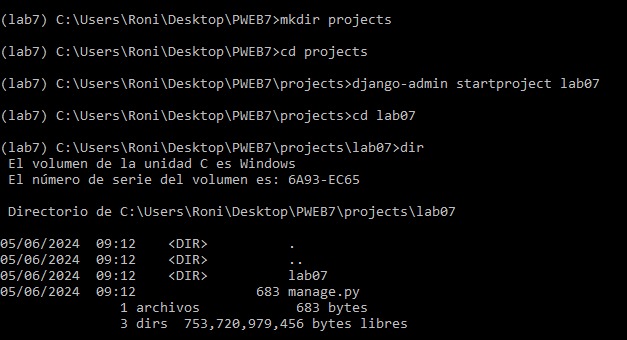 (lab7) C:\Users\Roni\Desktop\PWEB7>mkdir projects
(lab7) C:\Users\Roni\Desktop\PWEB7>cd projects
(lab7) C:\Users\Roni\Desktop\PWEB7\projects>django-admin startproject lab07
(lab7) C:\Users\Roni\Desktop\PWEB7\projects>cd lab07
(lab7) C:\Users\Roni\Desktop\PWEB7\projects\lab07>dir
 El volumen de la unidad C es Windows
 El número de serie del volumen es: 6A93-EC65
 Directorio de C:\Users\Roni\Desktop\PWEB7\projects\lab07
05/06/2024  09:12    <DIR>          .
05/06/2024  09:12    <DIR>          ..
05/06/2024  09:12    <DIR>          lab07
05/06/2024  09:12               683 manage.py
               1 archivos            683 bytes
               3 dirs  753,720,979,456 bytes libres